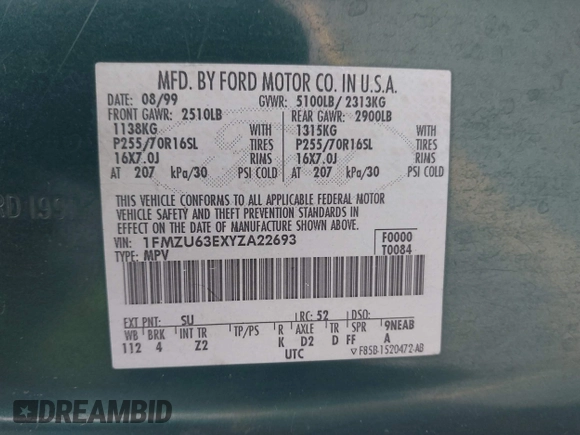 MFD. BY FORD MOTOR CO. IN U.S.A.
DATE: 08/99 GVWR: 5100LB/ 2313KG
FRONT GAWR: 2510LB REAR GAWR: 2900LB
1138KG WITH 1315KG WITH
P255/70R16SL TIRES P255/70R16SL TIRES
16X7.0J RIMS 16X7.0J RIMS
AT 207 kPa/30 PSI COLD AT 207 kPa/30 PSI COLD
THIS VEHICLE CONFORMS TO ALL APPLICABLE FEDERAL MOTOR
VEHICLE SAFETY AND THEFT PREVENTION STANDARDS IN
EFFECT ON THE DATE OF MANUFACTURE SHOWN ABOVE.
VIN: 1FMZU63EXYZA22693 F0000
TYPE: MPV T0084
EXT PNT: SU RC: 52 DSO:
WB BRK INT TR TP/PS R AXLE TR SPR 9NEAB
112 4 Z2 K D2 D FF A
UTC ▽ F85B-1520472-AB
DREAMBID